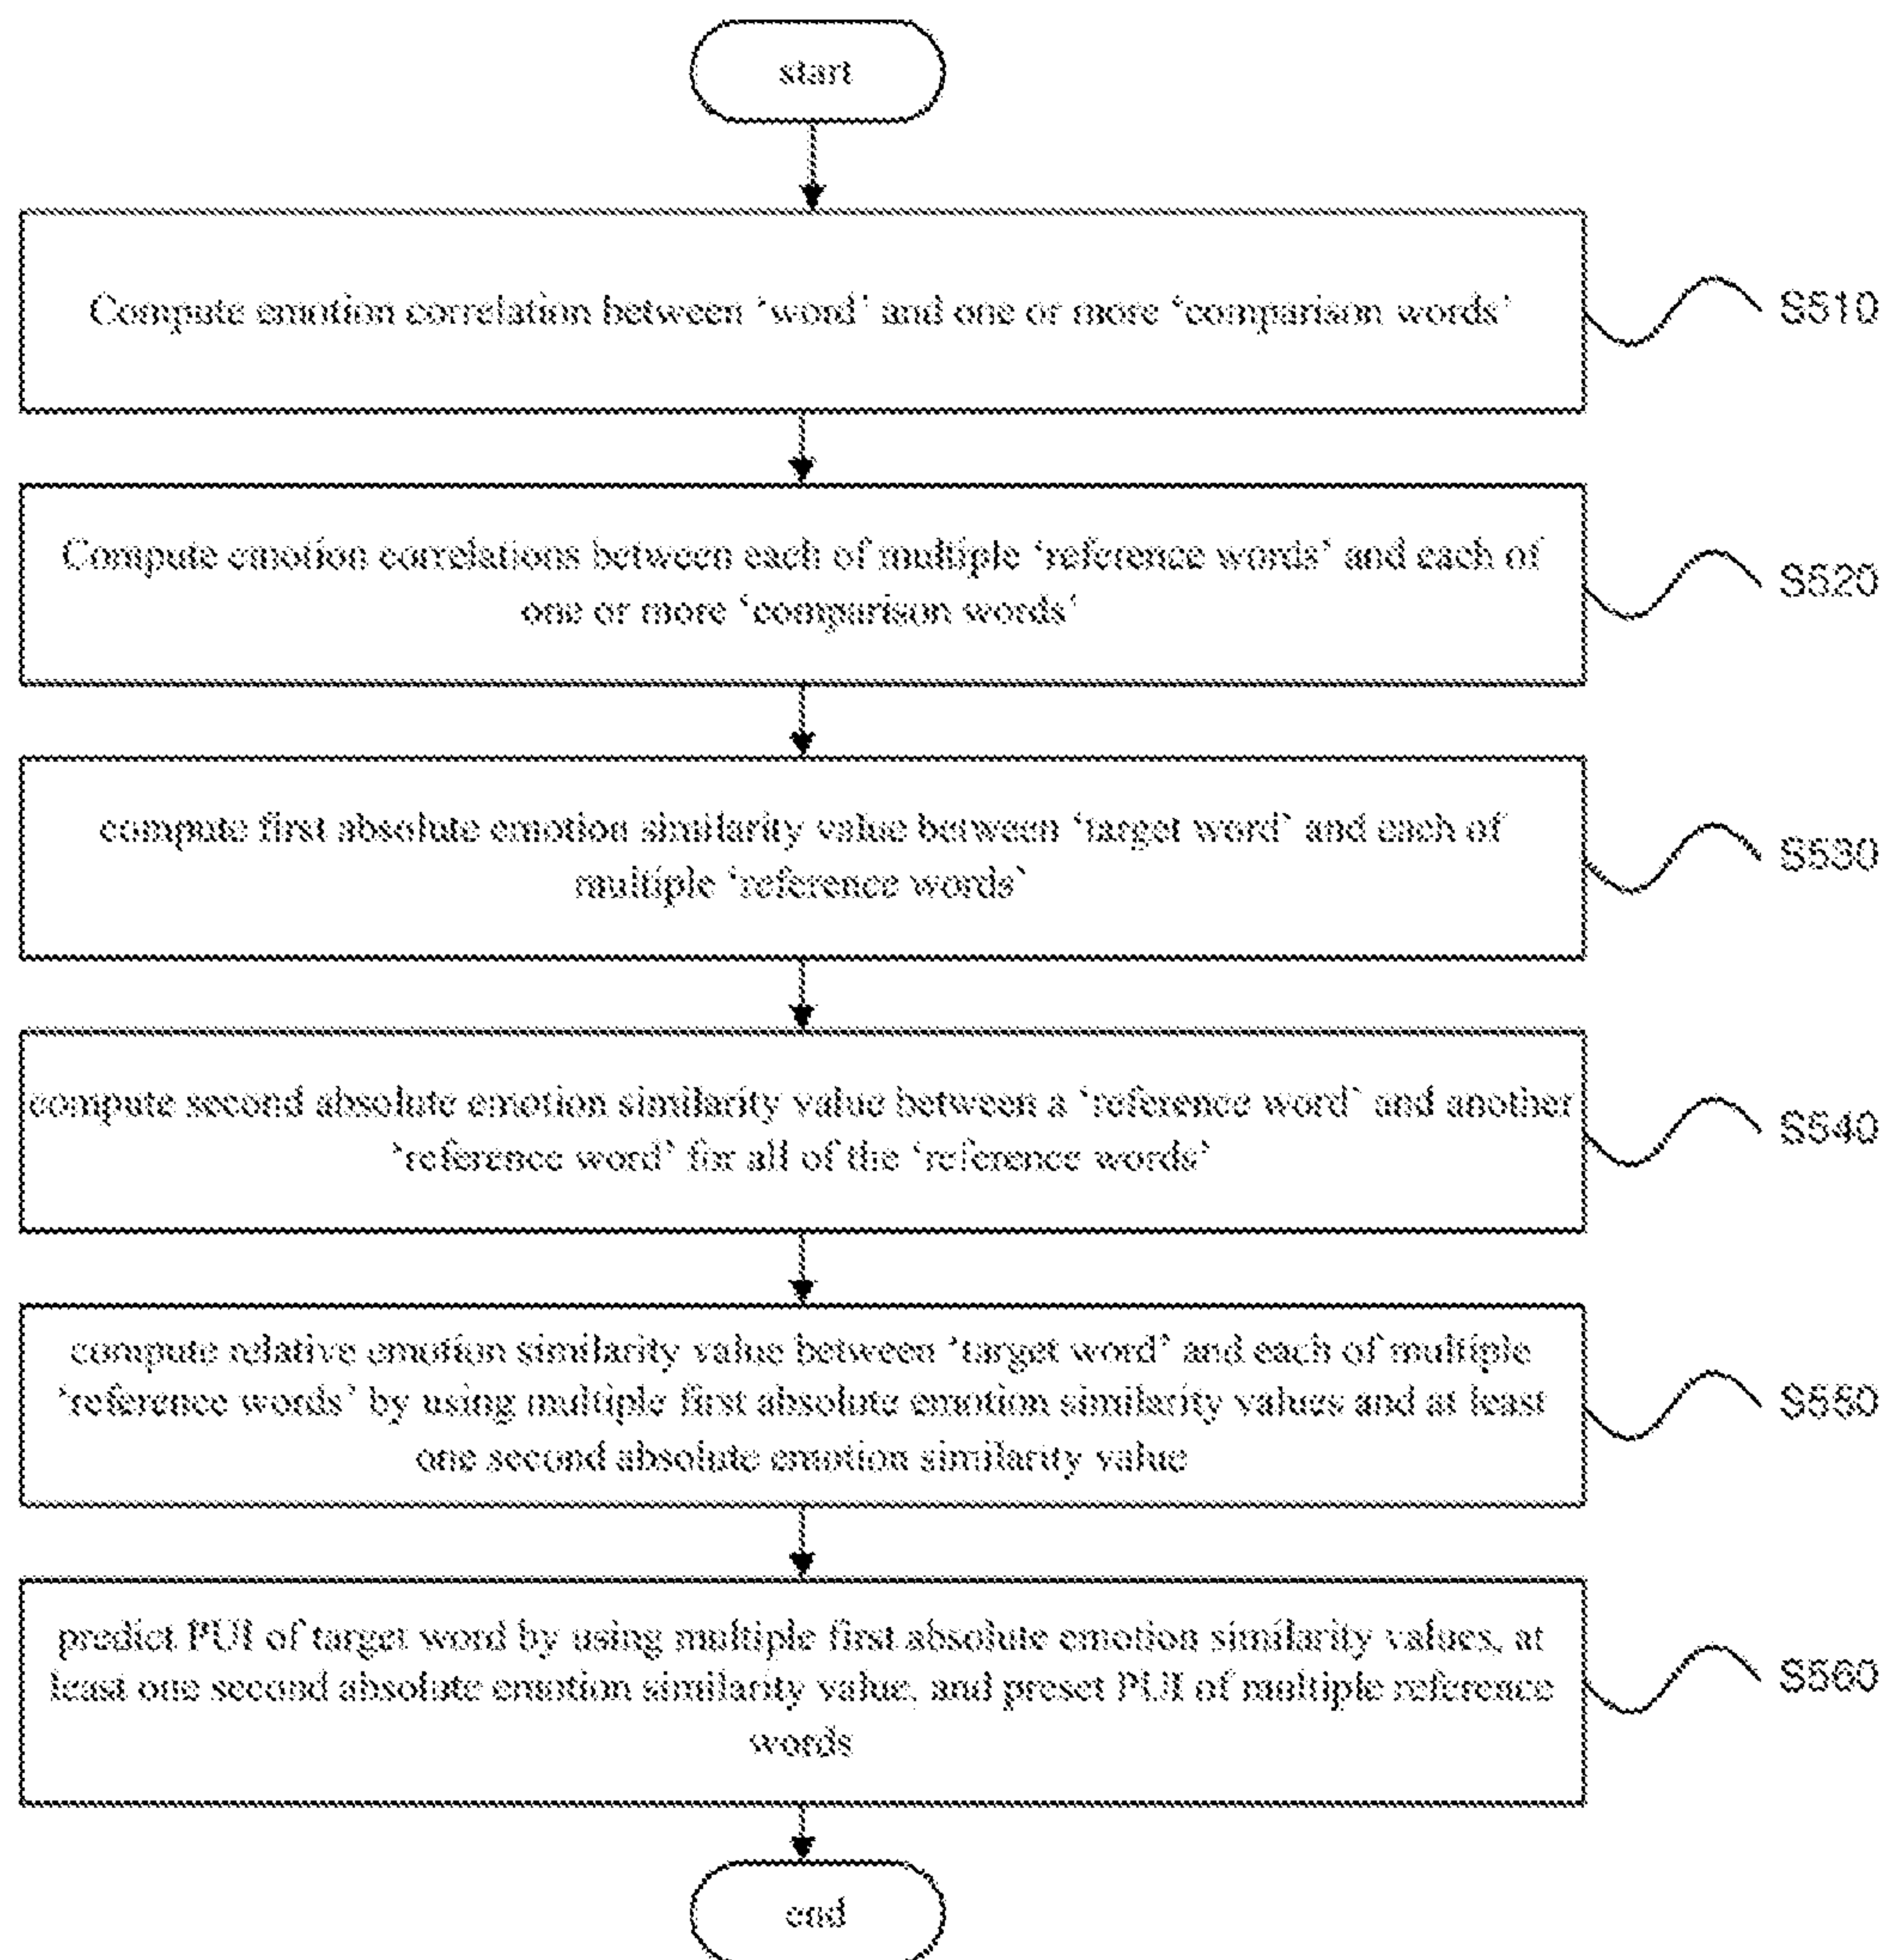 start
Compute emotion correlation between 'word' and one or more 'comparison words'
S510
Compute emotion correlations between each of multiple 'reference words' and each of
one or more 'comparison words'
S520
compute first absolute emotion similarity value between 'target word' and each of
multiple 'reference words'
S530
compute second absolute emotion similarity value between a 'reference word' and another
'reference word' for all of the 'reference words'
S540
compute relative emotion similarity value between 'target word' and each of multiple
'reference words' by using multiple first absolute emotion similarity values and at least
one second absolute emotion similarity value
S550
predict PUI of target word by using multiple first absolute emotion similarity values, at
least one second absolute emotion similarity value, and preset PUI of multiple reference
words
S560
end